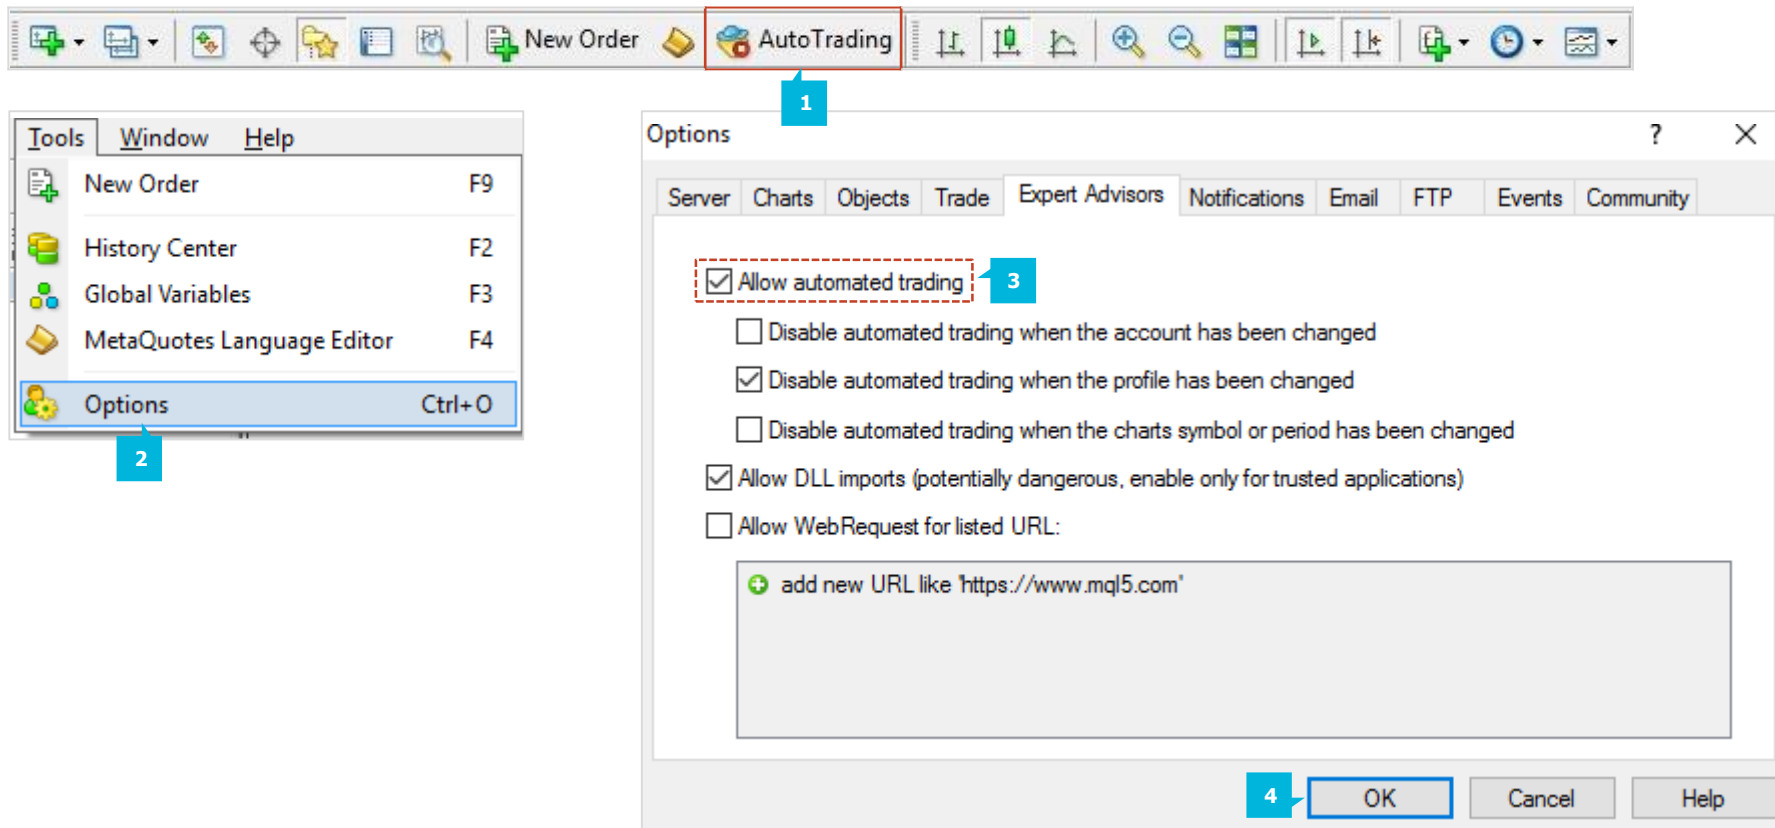 New Order AutoTrading
1
Tools Window Help
New Order F9
History Center F2
Global Variables F3
MetaQuotes Language Editor F4
Options Ctrl+O
2
Options ?
Server Charts Objects Trade Expert Advisors Notifications Email FTP Events Community
Allow automated trading
3
Disable automated trading when the account has been changed
Disable automated trading when the profile has been changed
Disable automated trading when the charts symbol or period has been changed
Allow DLL imports (potentially dangerous, enable only for trusted applications)
Allow WebRequest for listed URL:
add new URL like 'https://www.mql5.com'
4
OK Cancel Help